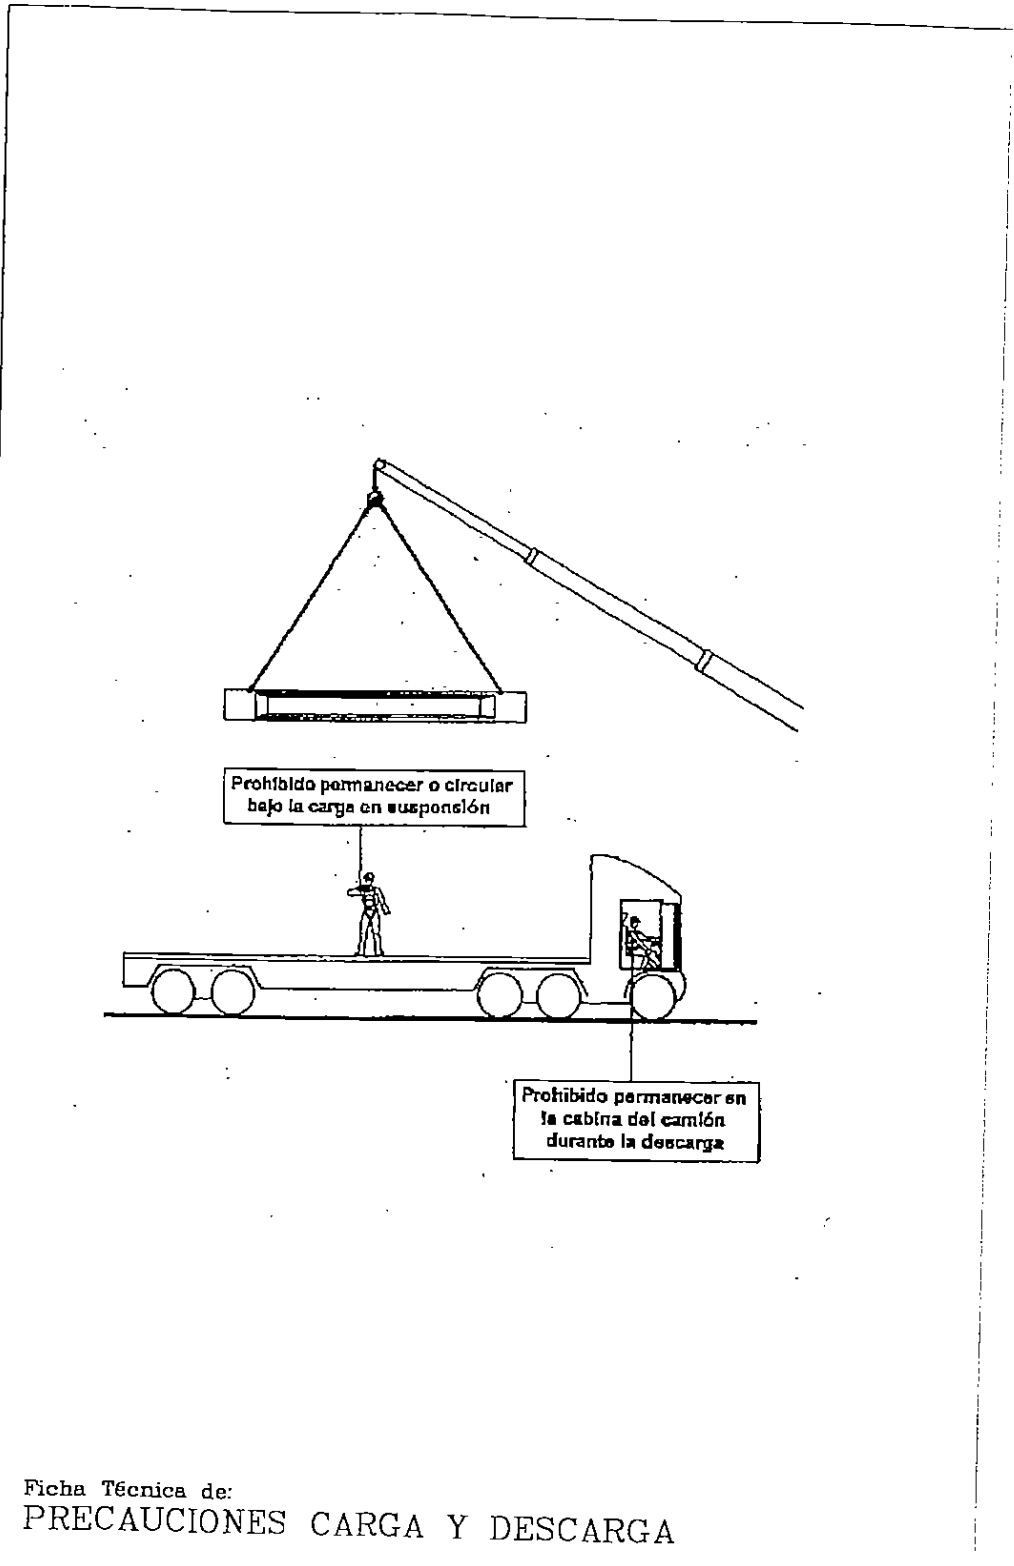 Prohibido permanecer o circular
bajo la carga en suspensión
Prohibido permanecer en
la cabina del camión
durante la descarga
Ficha Técnica de:
PRECAUCIONES CARGA Y DESCARGA